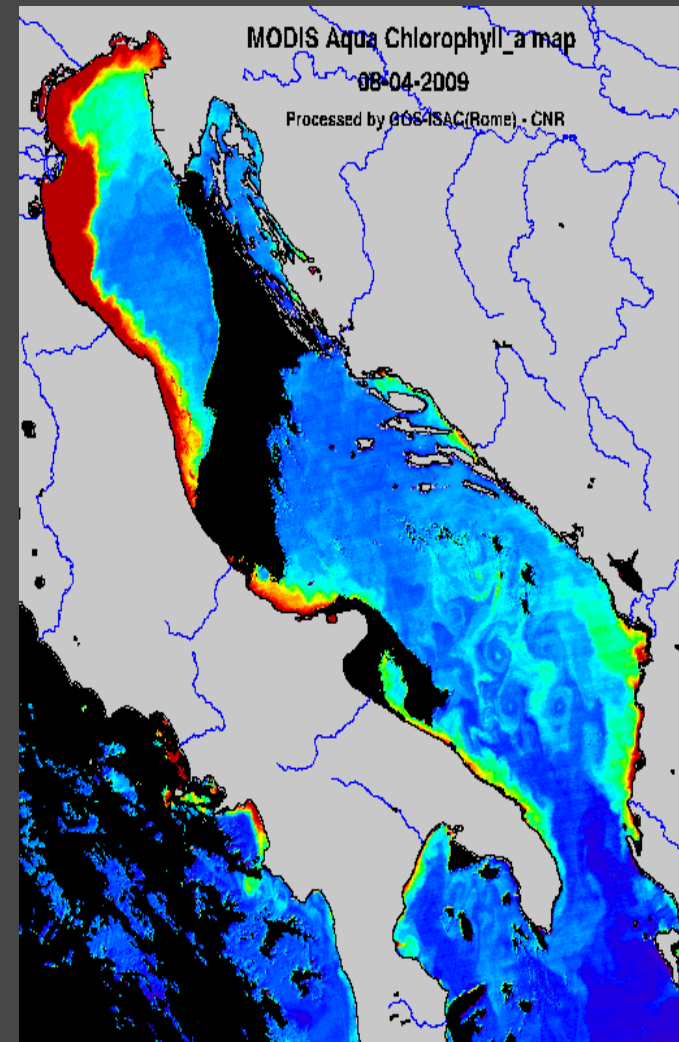 MODIS Aqua Chlorophyll_a map
08-04-2009
Processed by GOS-ISAC(Rome) - CNR